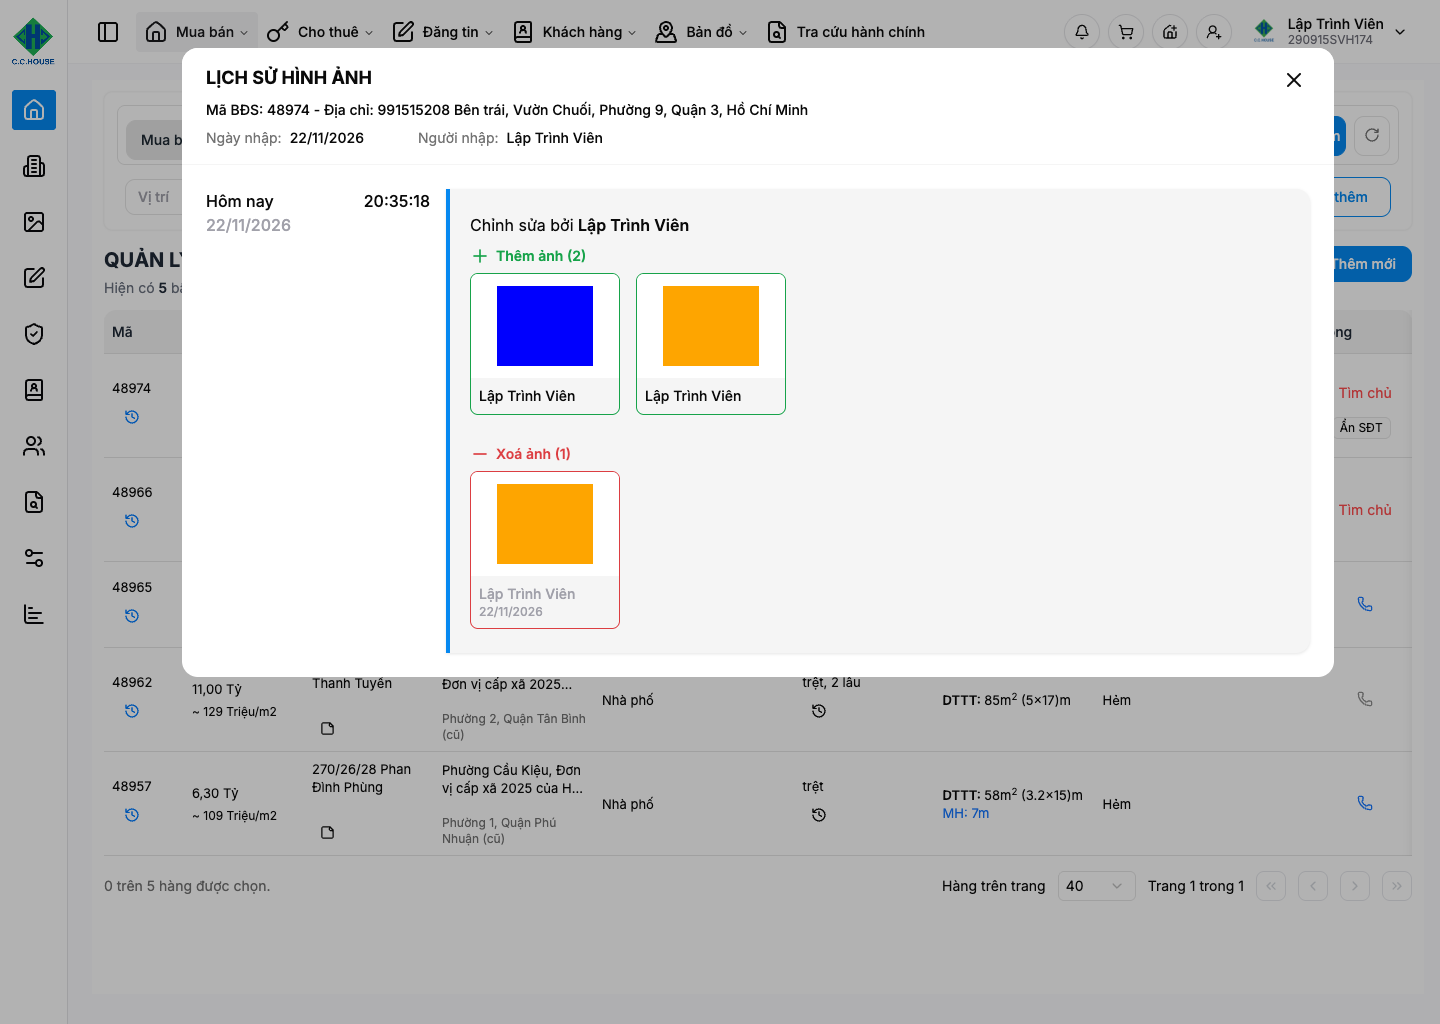 C.C.HOUSE
Mua bán
Cho thuê
Đăng tin
Khách hàng
Bản đồ
Tra cứu hành chính
Lập Trình Viên
290915SVH174
LỊCH SỬ HÌNH ẢNH
Mã BĐS: 48974 - Địa chỉ: 991515208 Bên trái, Vườn Chuối, Phường 9, Quận 3, Hồ Chí Minh
Ngày nhập: 22/11/2026
Người nhập: Lập Trình Viên
Hôm nay
20:35:18
22/11/2026
Chỉnh sửa bởi Lập Trình Viên
Thêm ảnh (2)
Lập Trình Viên
Lập Trình Viên
Xoá ảnh (1)
Lập Trình Viên
22/11/2026
Mua b
Vị trí
thêm
QUẢN LÝ
Thêm mới
Hiện có 5 bấ
Mã
ộng
48974
Tìm chủ
Ẩn SĐT
48966
Tìm chủ
48965
48962
11,00 Tỷ
~ 129 Triệu/m2
Thanh Tuyền
Đơn vị cấp xã 2025...
Phường 2, Quận Tân Bình
(cũ)
Nhà phố
trệt, 2 lầu
DTTT: 85m² (5x17)m
Hẻm
48957
6,30 Tỷ
~ 109 Triệu/m2
270/26/28 Phan
Đình Phùng
Phường Cầu Kiệu, Đơn
vị cấp xã 2025 của H...
Phường 1, Quận Phú
Nhuận (cũ)
Nhà phố
trệt
DTTT: 58m² (3.2x15)m
MH: 7m
Hẻm
0 trên 5 hàng được chọn.
Hàng trên trang
40
Trang 1 trong 1